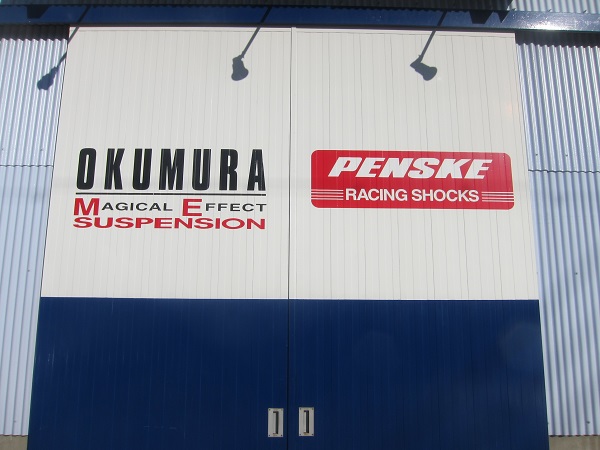 OKUMURA
MAGICAL EFFECT
SUSPENSION
PENSKE
RACING SHOCKS